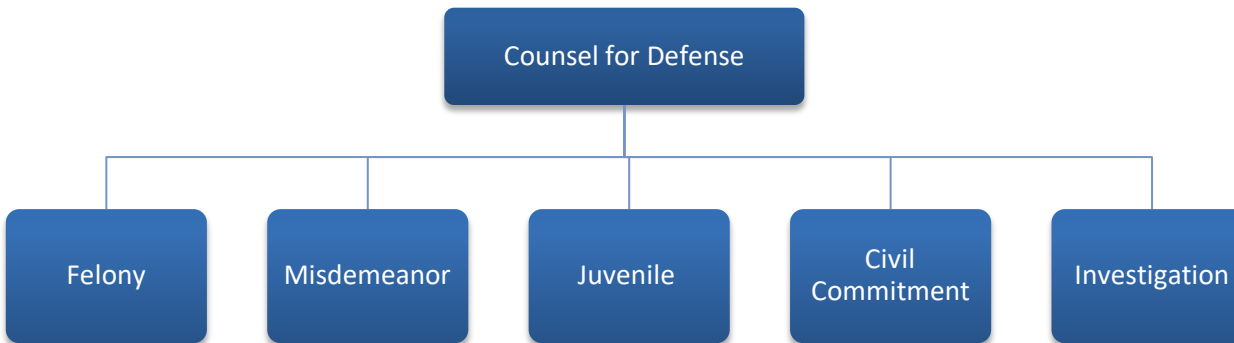 Counsel for Defense
Felony
Misdemeanor
Juvenile
Civil
Commitment
Investigation